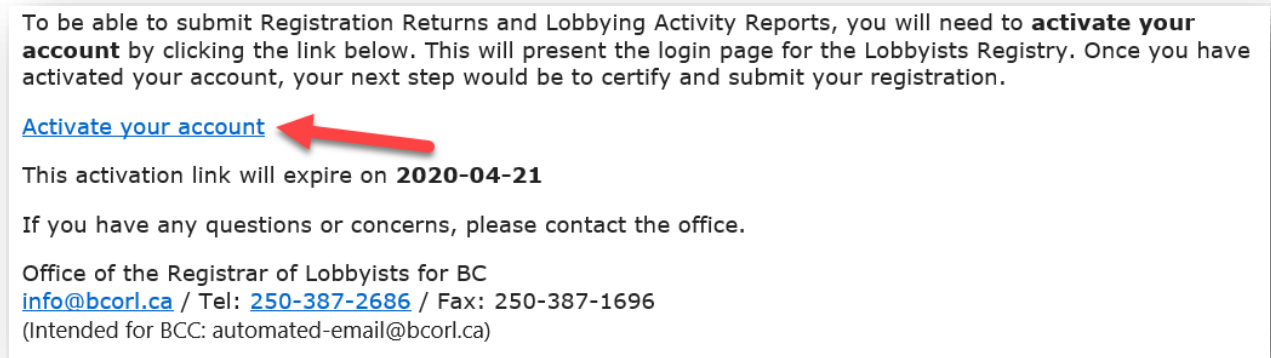 To be able to submit Registration Returns and Lobbying Activity Reports, you will need to activate your
account by clicking the link below. This will present the login page for the Lobbyists Registry. Once you have
activated your account, your next step would be to certify and submit your registration.
Activate your account
This activation link will expire on 2020-04-21
If you have any questions or concerns, please contact the office.
Office of the Registrar of Lobbyists for BC
info@bcorl.ca / Tel: 250-387-2686 / Fax: 250-387-1696
(Intended for BCC: automated-email@bcorl.ca)